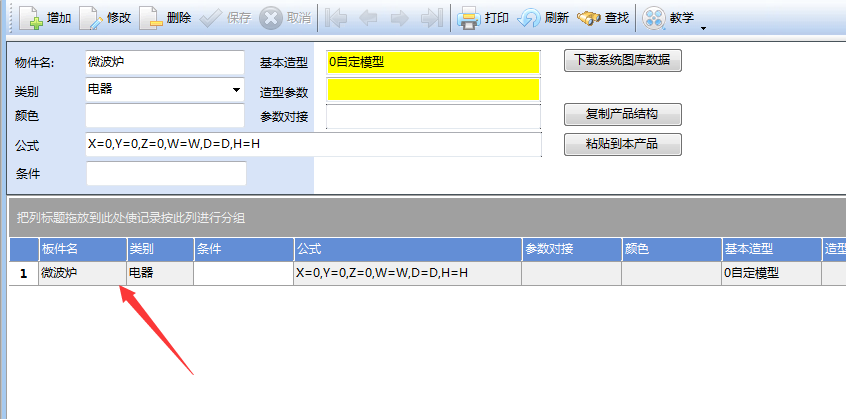 增加 修改 删除 保存 取消 打印 刷新 查找 教学
物件名: 微波炉 基本造型 0自定模型 下载系统图库数据
类别 电器 造型参数
颜色 参数对接 复制产品结构
公式 X=0,Y=0,Z=0,W=W,D=D,H=H 粘贴到本产品
条件
把列标题拖放到此处使记录按此列进行分组
板件名 类别 条件 公式 参数对接 颜色 基本造型 造型
1 微波炉 电器 X=0,Y=0,Z=0,W=W,D=D,H=H 0自定模型